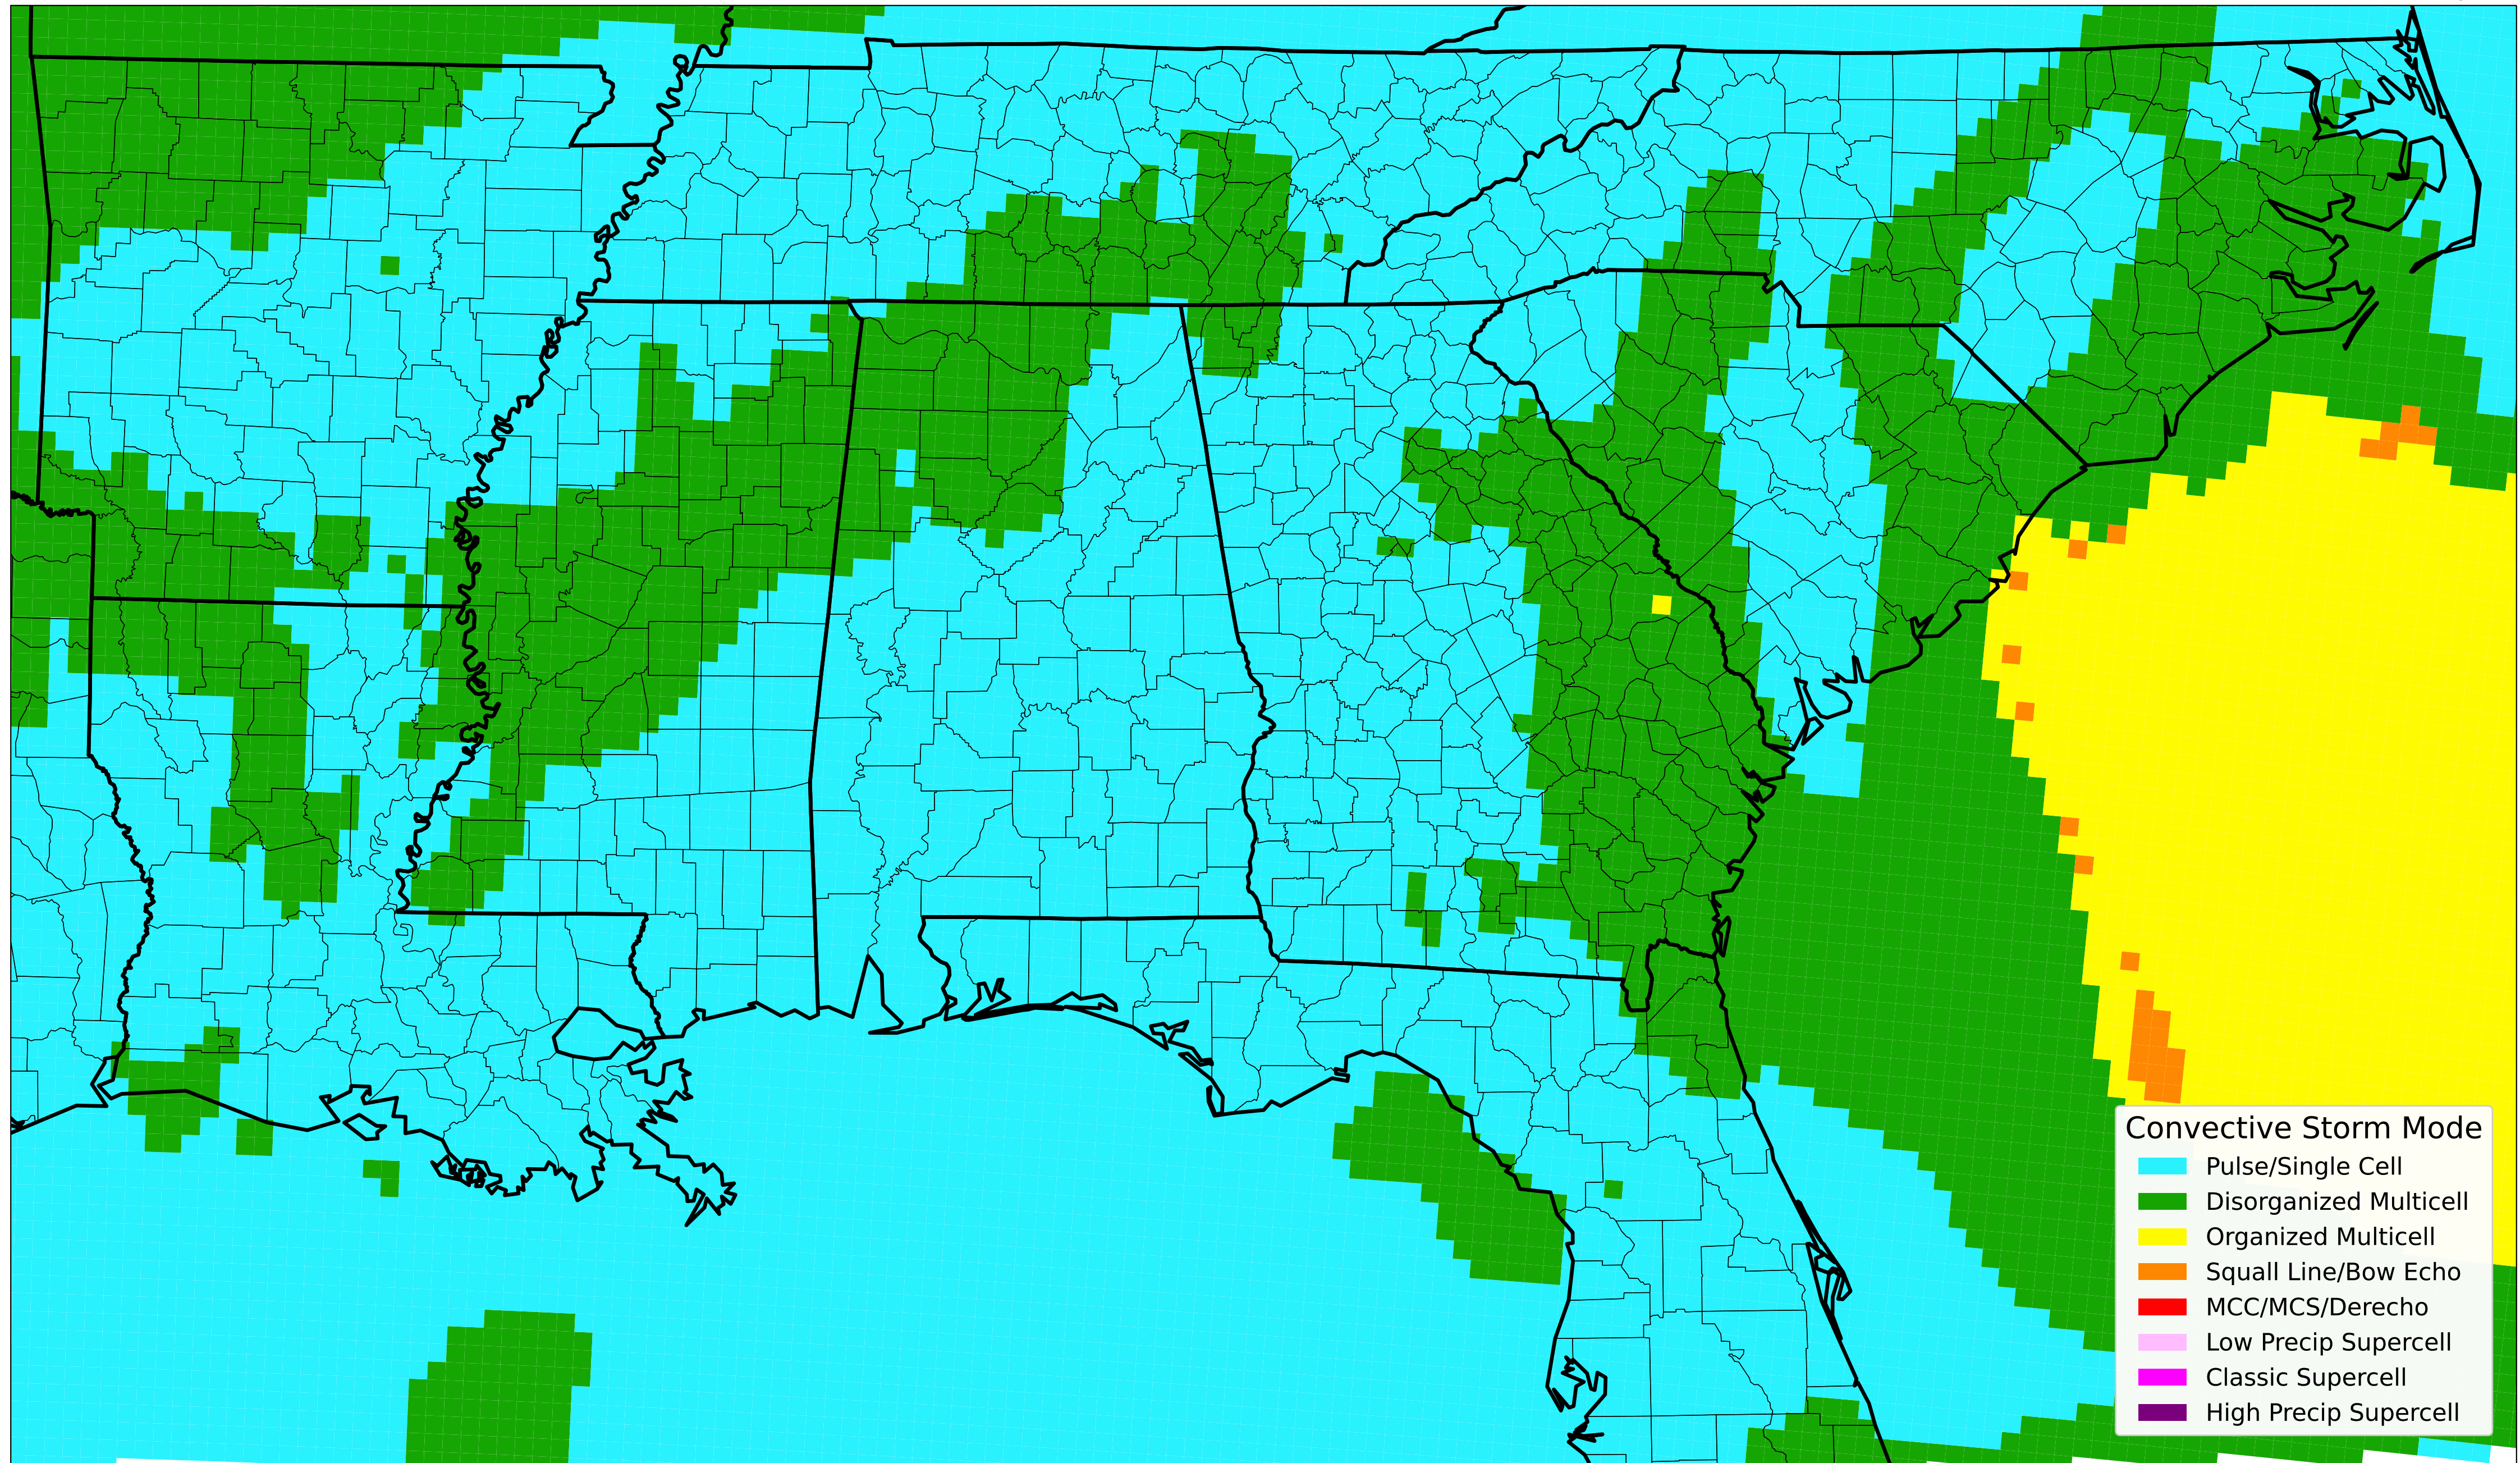 Convective Storm Mode
Pulse/Single Cell
Disorganized Multicell
Organized Multicell
Squall Line/Bow Echo
MCC/MCS/Derecho
Low Precip Supercell
Classic Supercell
High Precip Supercell